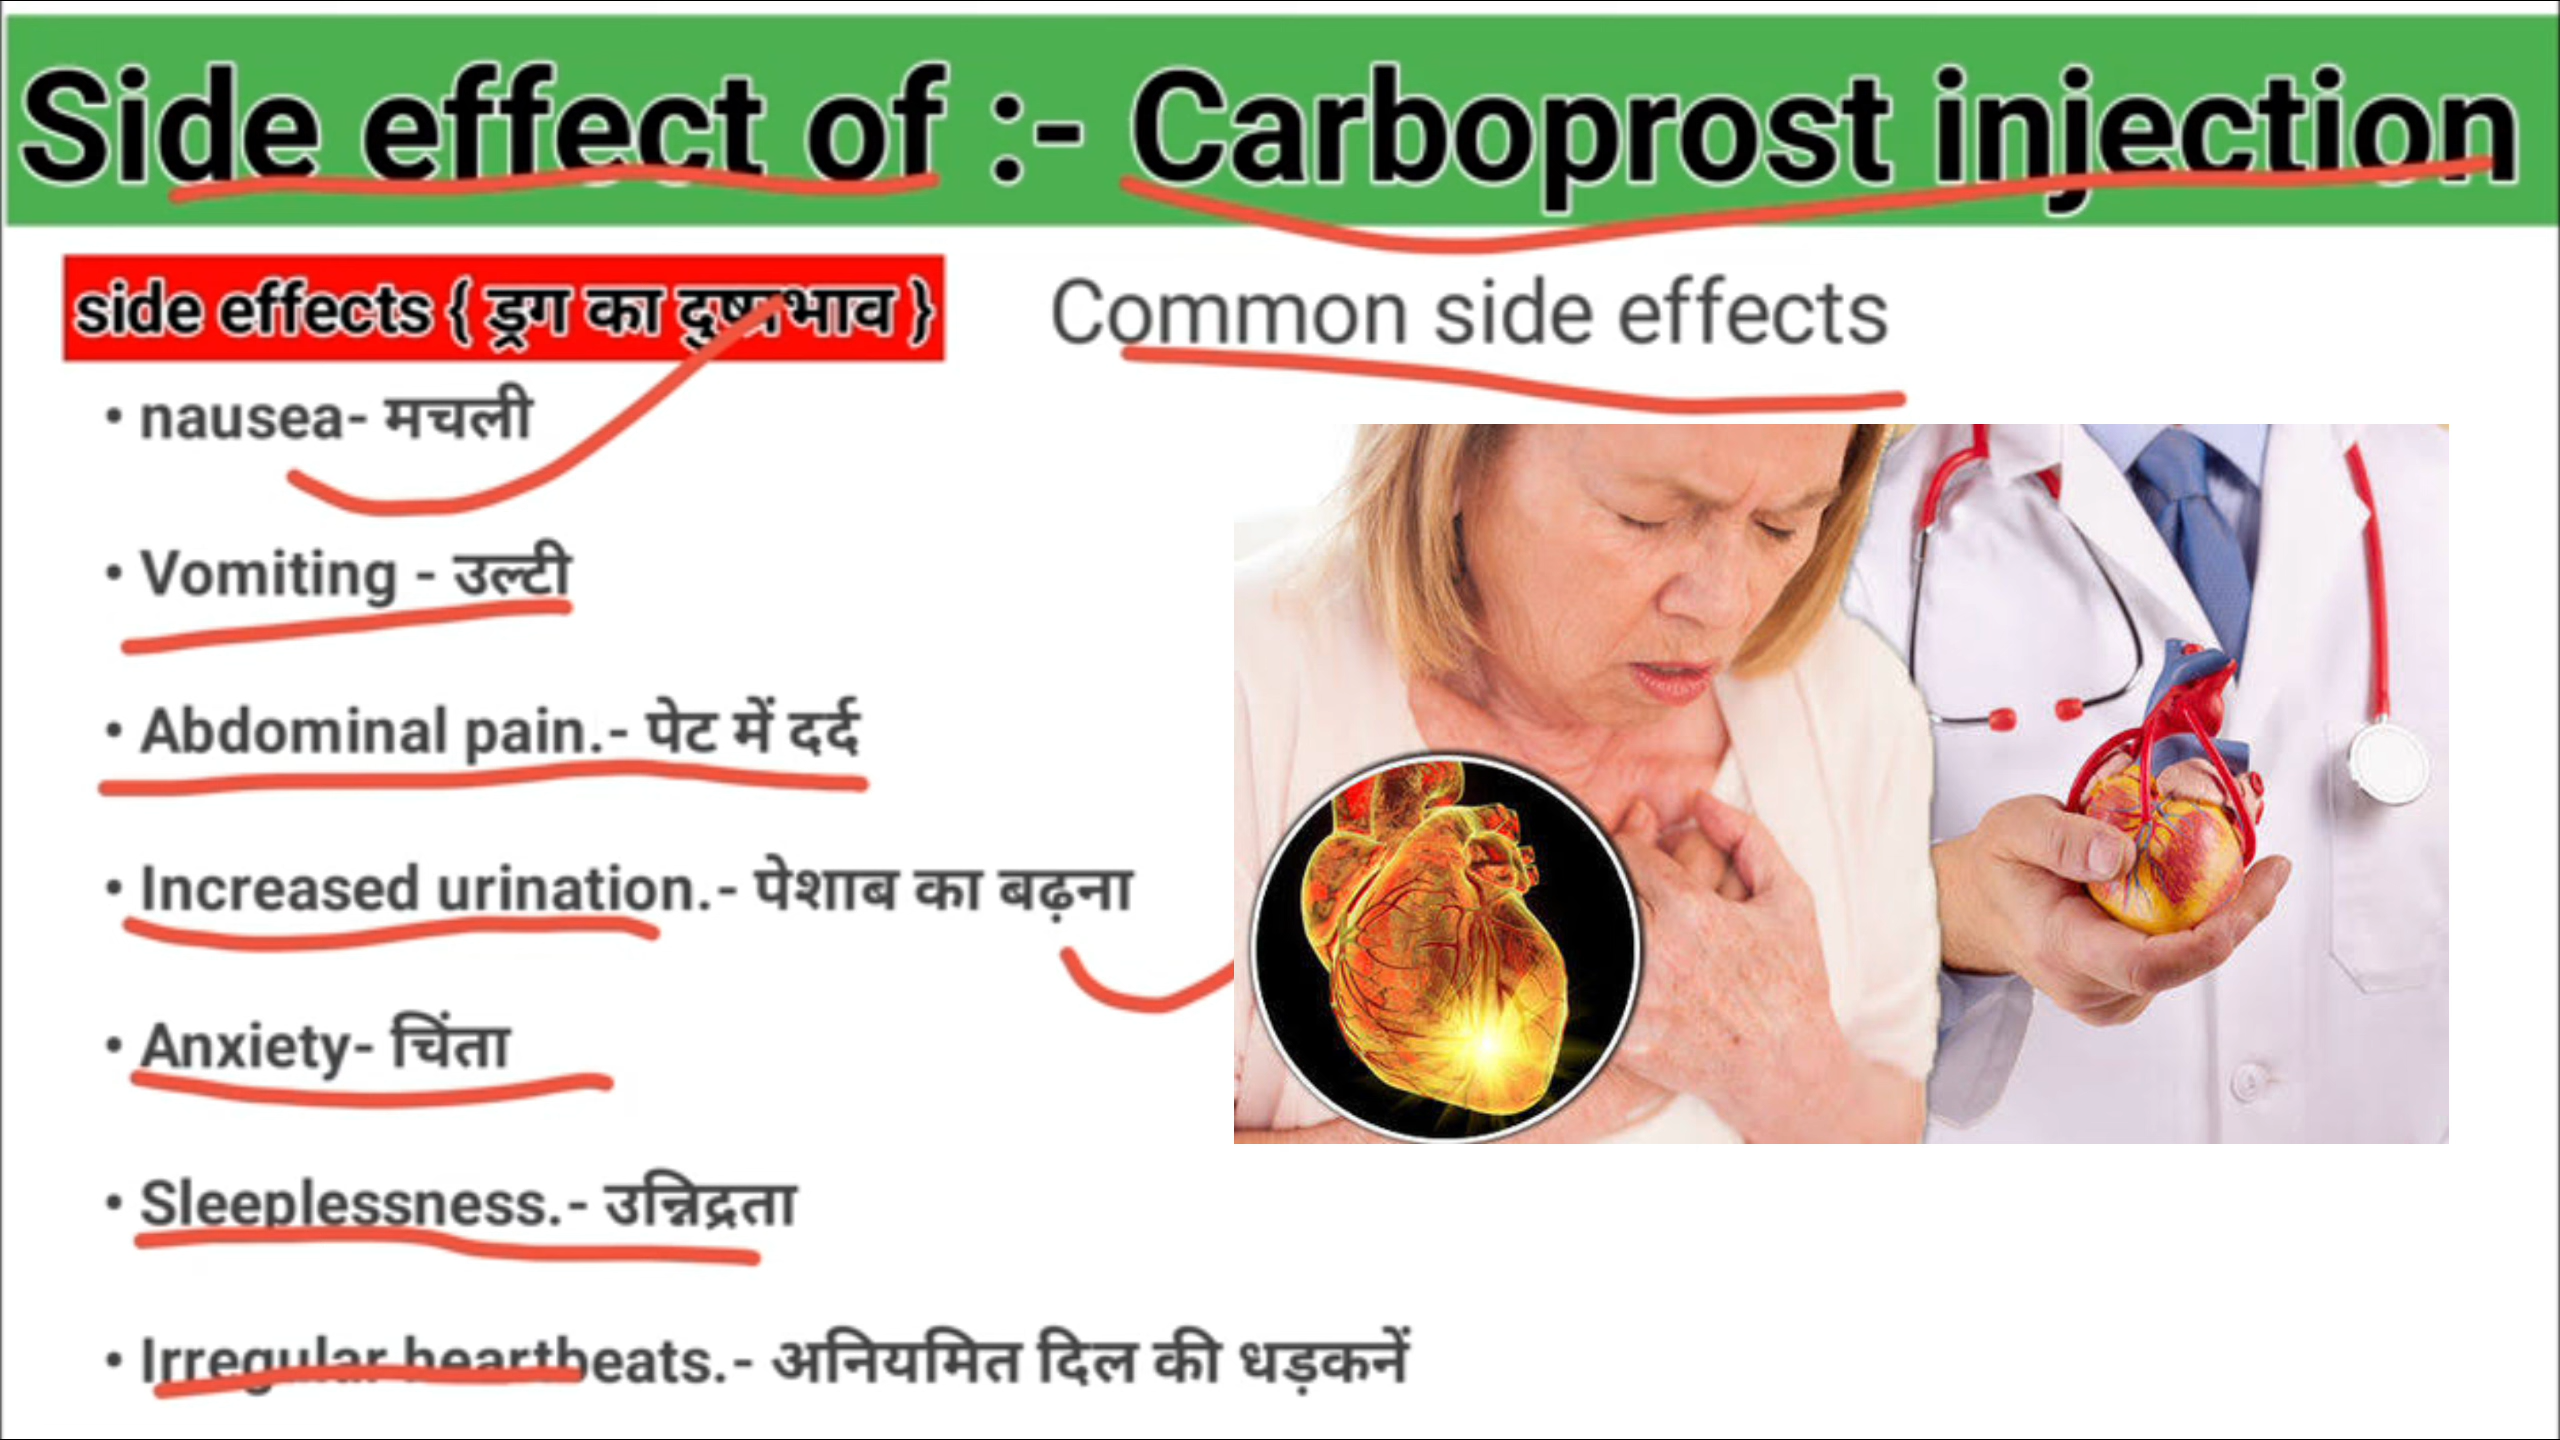 Side effect of :- Carboprost injection
side effects { ड्रग का दुष्प्रभाव }
Common side effects
• nausea- मचली
• Vomiting - उल्टी
• Abdominal pain.- पेट में दर्द
• Increased urination.- पेशाब का बढ़ना
• Anxiety- चिंता
• Sleeplessness.- उन्निद्रता
• Irregular heartbeats.- अनियमित दिल की धड़कनें